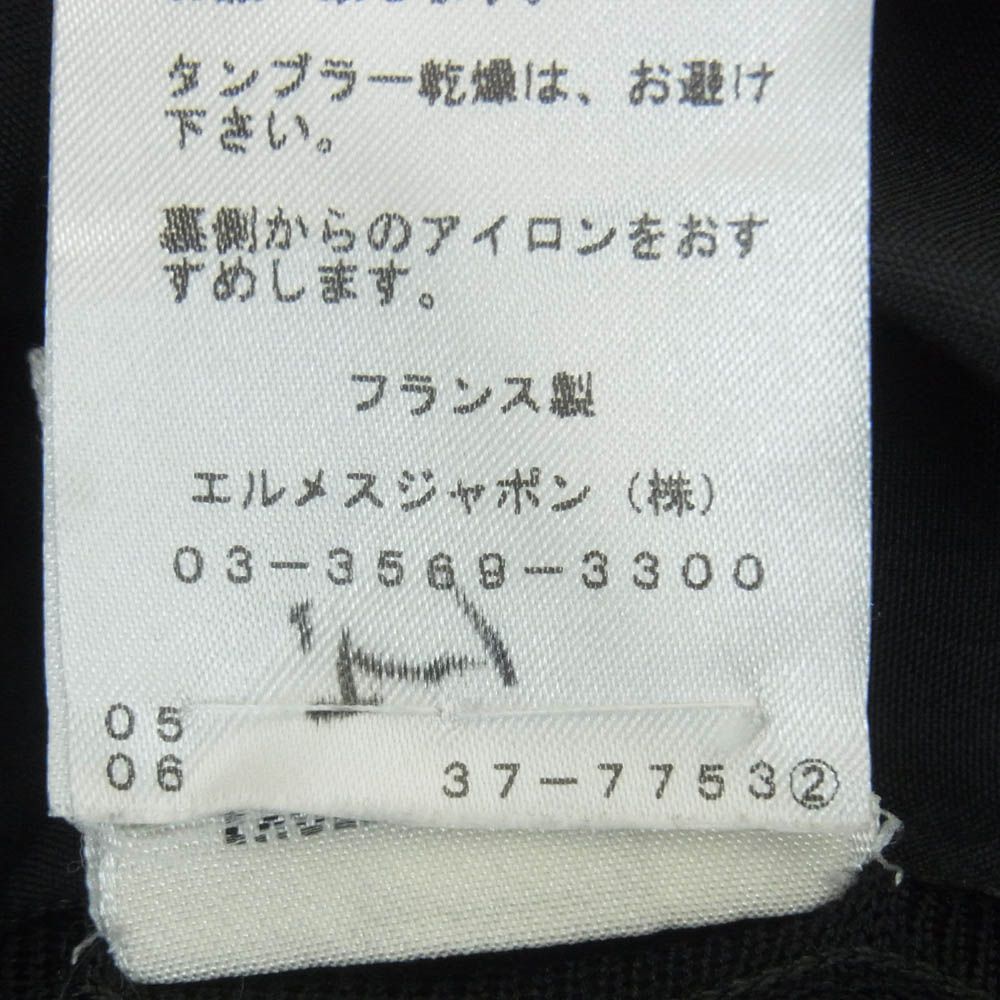 タンブラー乾燥は、お避け
下さい。
裏側からのアイロンをおす
すめします。
フランス製
エルメスジャポン（株）
03-3569-3300
05
06 37-7753②